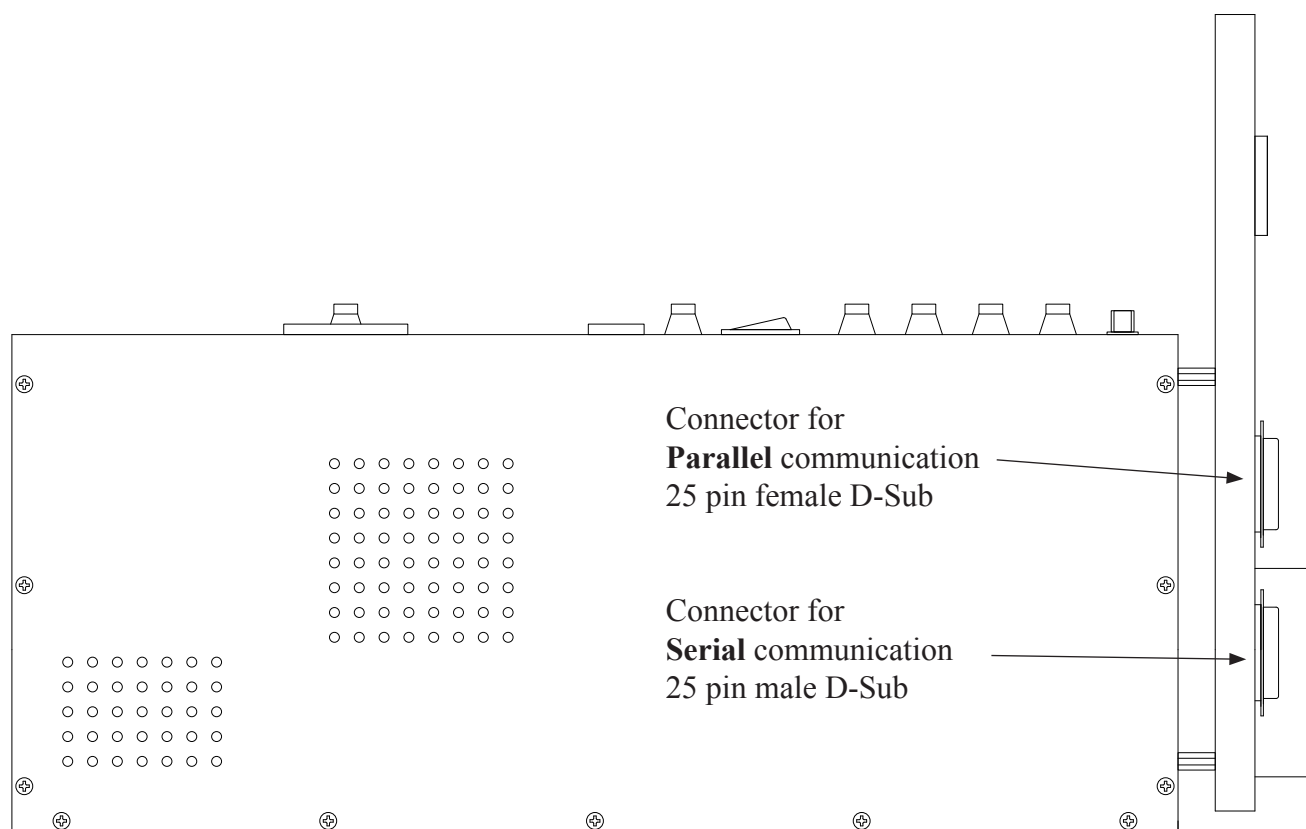 Connector for
Parallel communication
25 pin female D-Sub
Connector for
Serial communication
25 pin male D-Sub